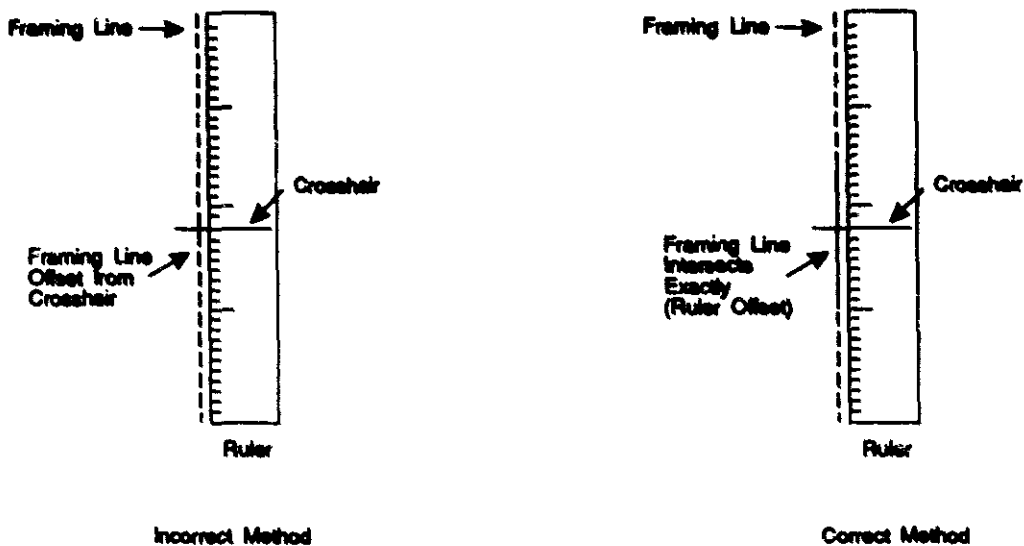 Framing Line
Crosshair
Framing Line
Offset from
Crosshair
Ruler
Incorrect Method
Framing Line
Crosshair
Framing Line
Intersects
Exactly
(Ruler Offset)
Ruler
Correct Method